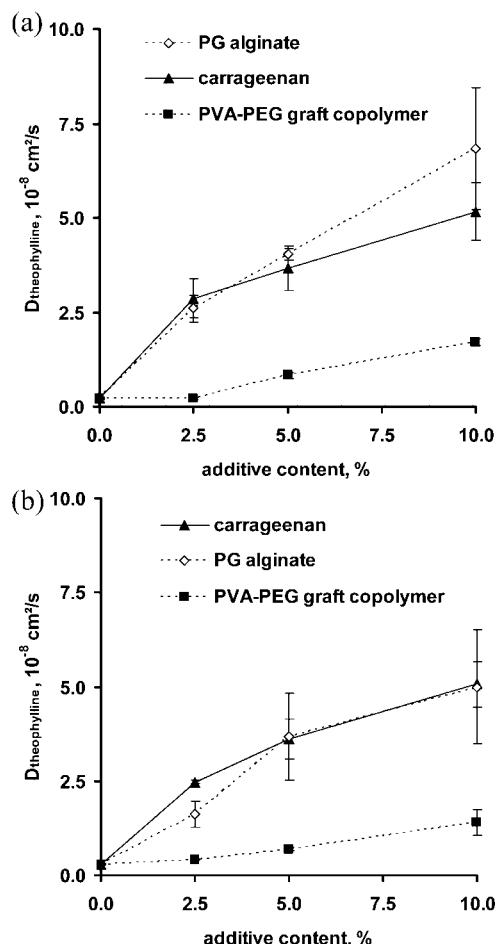 (a)
10.0
PG alginate
carrageenan
PVA-PEG graft copolymer
7.5
5.0
2.5
0.0
Dtheophylline, 10-8 cm²/s
0.0 2.5 5.0 7.5 10.0
additive content, %
(b)
10.0
carrageenan
PG alginate
PVA-PEG graft copolymer
7.5
5.0
2.5
0.0
Dtheophylline, 10-8 cm²/s
0.0 2.5 5.0 7.5 10.0
additive content, %